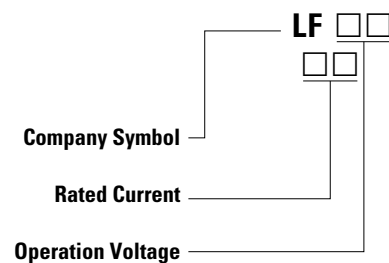 LF □□
□□
Company Symbol
Rated Current
Operation Voltage